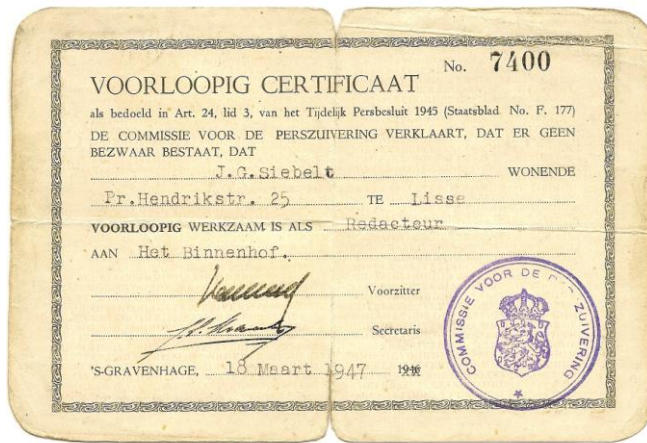 No. 7400
VOORLOOPIG CERTIFICAAT
als bedoeld in Art. 24, lid 3, van het Tijdelijk Persbesluit 1945 (Staatsblad No. F. 177)
DE COMMISSIE VOOR DE PERSZUIVERING VERKLAART, DAT ER GEEN
BEZWAAR BESTAAT, DAT
J.G.Siebelt WONENDE
Pr.Hendrikstr. 25 TE Lisse
VOORLOOPIG WERKZAAM IS ALS Redacteur
AAN Het Binnenhof.
Voorzitter
Secretaris
'S-GRAVENHAGE, 18 Maart 1947 1946
COMMISSIE VOOR DE ZUIVERING